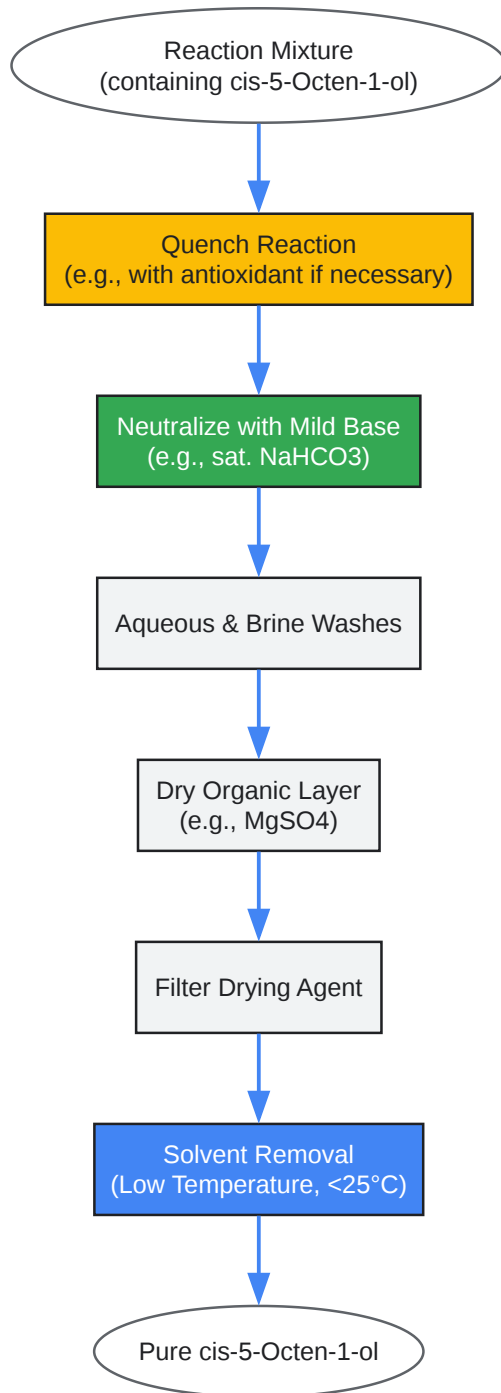 Reaction Mixture
(containing cis-5-Octen-1-ol)
Quench Reaction
(e.g., with antioxidant if necessary)
Neutralize with Mild Base
(e.g., sat. NaHCO3)
Aqueous & Brine Washes
Dry Organic Layer
(e.g., MgSO4)
Filter Drying Agent
Solvent Removal
(Low Temperature, <25°C)
Pure cis-5-Octen-1-ol